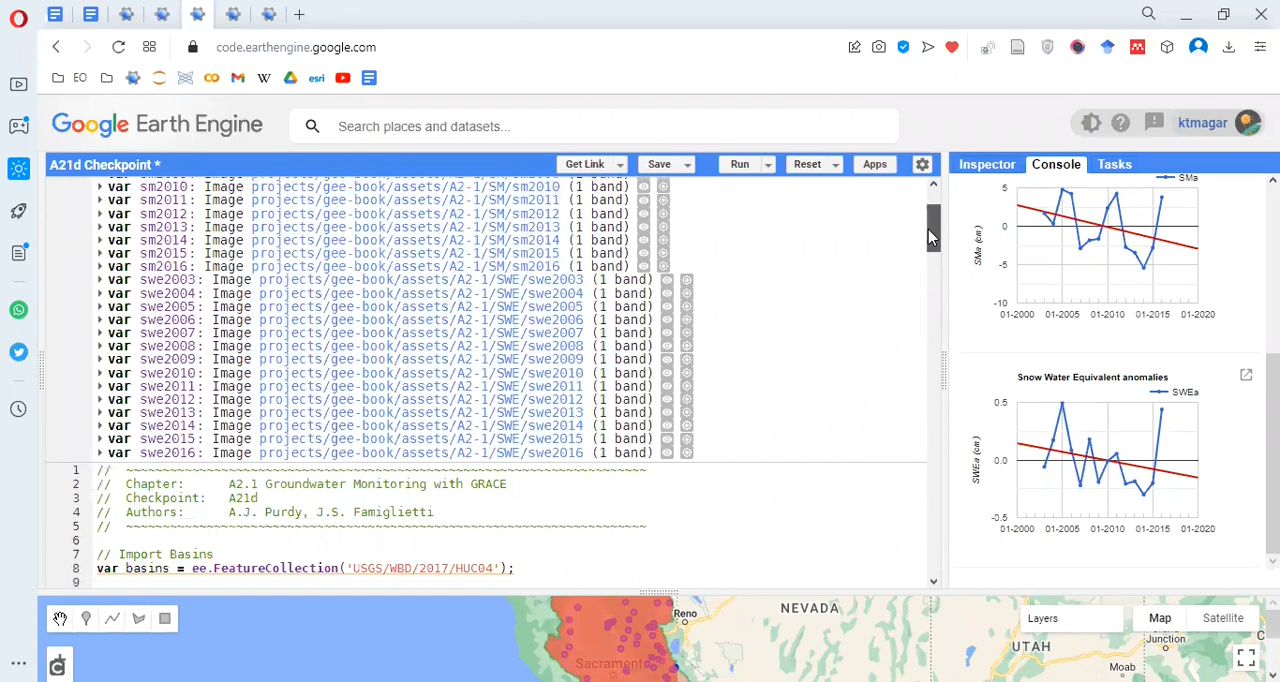 code.earthengine.google.com
EO
esri
Google Earth Engine
Search places and datasets...
ktmagar
A21d Checkpoint *
Get Link
Save
Run
Reset
Apps
Inspector
Console
Tasks
var sm2010: Image projects/gee-book/assets/A2-1/SM/sm2010 (1 band)
var sm2011: Image projects/gee-book/assets/A2-1/SM/sm2011 (1 band)
var sm2012: Image projects/gee-book/assets/A2-1/SM/sm2012 (1 band)
var sm2013: Image projects/gee-book/assets/A2-1/SM/sm2013 (1 band)
var sm2014: Image projects/gee-book/assets/A2-1/SM/sm2014 (1 band)
var sm2015: Image projects/gee-book/assets/A2-1/SM/sm2015 (1 band)
var sm2016: Image projects/gee-book/assets/A2-1/SM/sm2016 (1 band)
var swe2003: Image projects/gee-book/assets/A2-1/SWE/swe2003 (1 band)
var swe2004: Image projects/gee-book/assets/A2-1/SWE/swe2004 (1 band)
var swe2005: Image projects/gee-book/assets/A2-1/SWE/swe2005 (1 band)
var swe2006: Image projects/gee-book/assets/A2-1/SWE/swe2006 (1 band)
var swe2007: Image projects/gee-book/assets/A2-1/SWE/swe2007 (1 band)
var swe2008: Image projects/gee-book/assets/A2-1/SWE/swe2008 (1 band)
var swe2009: Image projects/gee-book/assets/A2-1/SWE/swe2009 (1 band)
var swe2010: Image projects/gee-book/assets/A2-1/SWE/swe2010 (1 band)
var swe2011: Image projects/gee-book/assets/A2-1/SWE/swe2011 (1 band)
var swe2012: Image projects/gee-book/assets/A2-1/SWE/swe2012 (1 band)
var swe2013: Image projects/gee-book/assets/A2-1/SWE/swe2013 (1 band)
var swe2014: Image projects/gee-book/assets/A2-1/SWE/swe2014 (1 band)
var swe2015: Image projects/gee-book/assets/A2-1/SWE/swe2015 (1 band)
var swe2016: Image projects/gee-book/assets/A2-1/SWE/swe2016 (1 band)
1 // ~~~~~~~~~~~~~~~~~~~~~~~~~~~~~~~~~~~~~~~~~~~~~~~~~~~~~~~~~~~~~~~~~
2 // Chapter: A2.1 Groundwater Monitoring with GRACE
3 // Checkpoint: A21d
4 // Authors: A.J. Purdy, J.S. Famiglietti
5 // ~~~~~~~~~~~~~~~~~~~~~~~~~~~~~~~~~~~~~~~~~~~~~~~~~~~~~~~~~~~~~~~~~
6
7 // Import Basins
8 var basins = ee.FeatureCollection('USGS/WBD/2017/HUC04');
9
SMa
5
0
-5
-10
SMa (cm)
01-2000 01-2005 01-2010 01-2015 01-2020
Snow Water Equivalent anomalies
SWEa
0.5
0.0
-0.5
SWEa (cm)
01-2000 01-2005 01-2010 01-2015 01-2020
Reno
NEVADA
Sacramento
UTAH
Junction
Moab
Layers
Map
Satellite